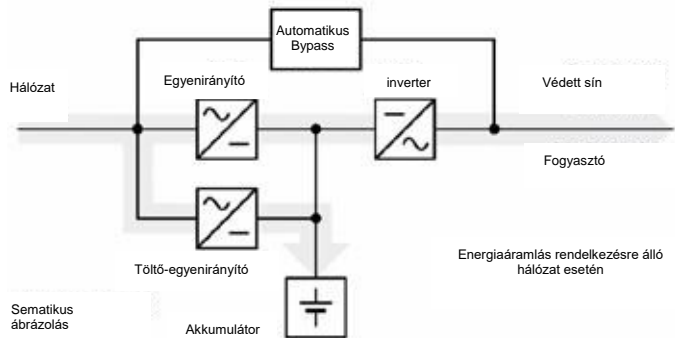 Automatikus
Bypass
Egyenirányító
inverter
Védett sín
Hálózat
Fogyasztó
Töltő-egyenirányító
Energiaáramlás rendelkezésre álló
hálózat esetén
Sematikus
ábrázolás
Akkumulátor